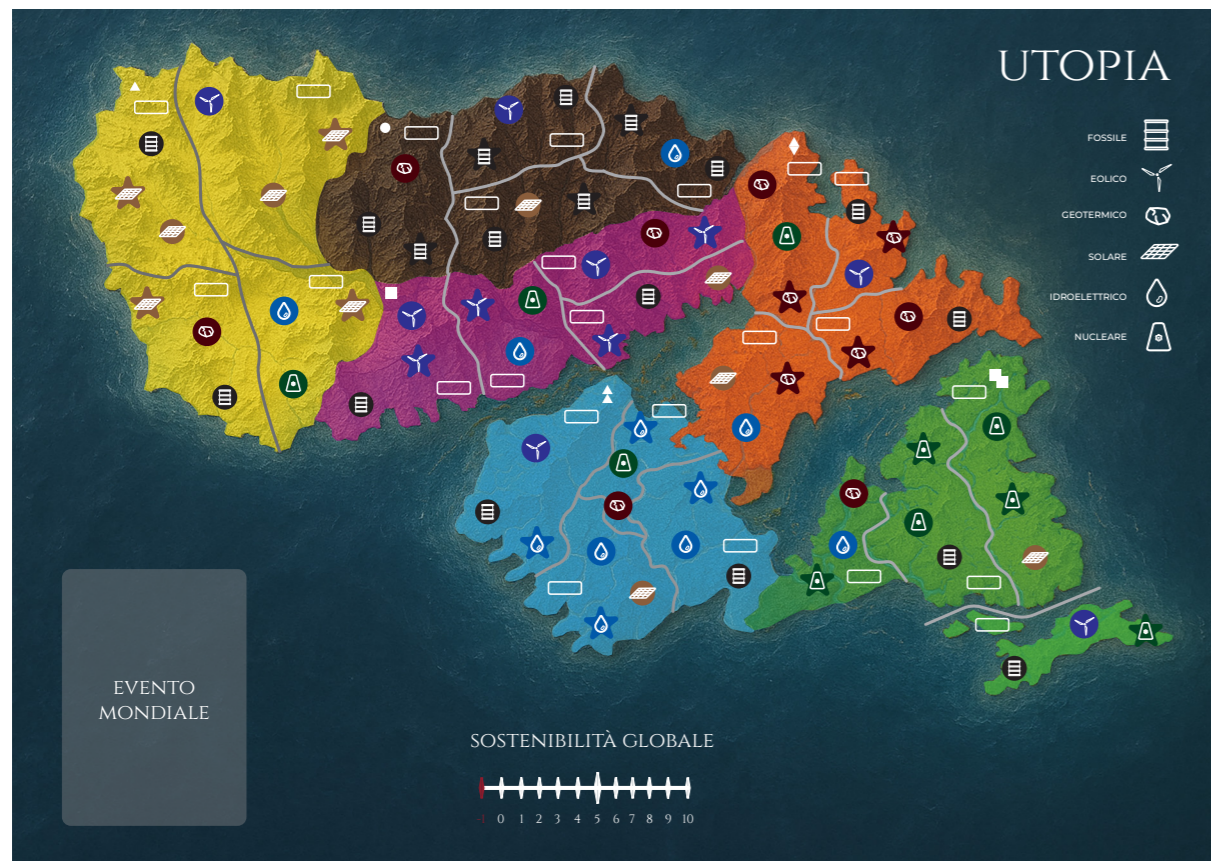 UTOPIA
FOSSILE
EOLICO
GEOTERMICO
SOLARE
IDROELETTRICO
NUCLEARE
EVENTO
MONDIALE
SOSTENIBILITÀ GLOBALE
-1 0 1 2 3 4 5 6 7 8 9 10